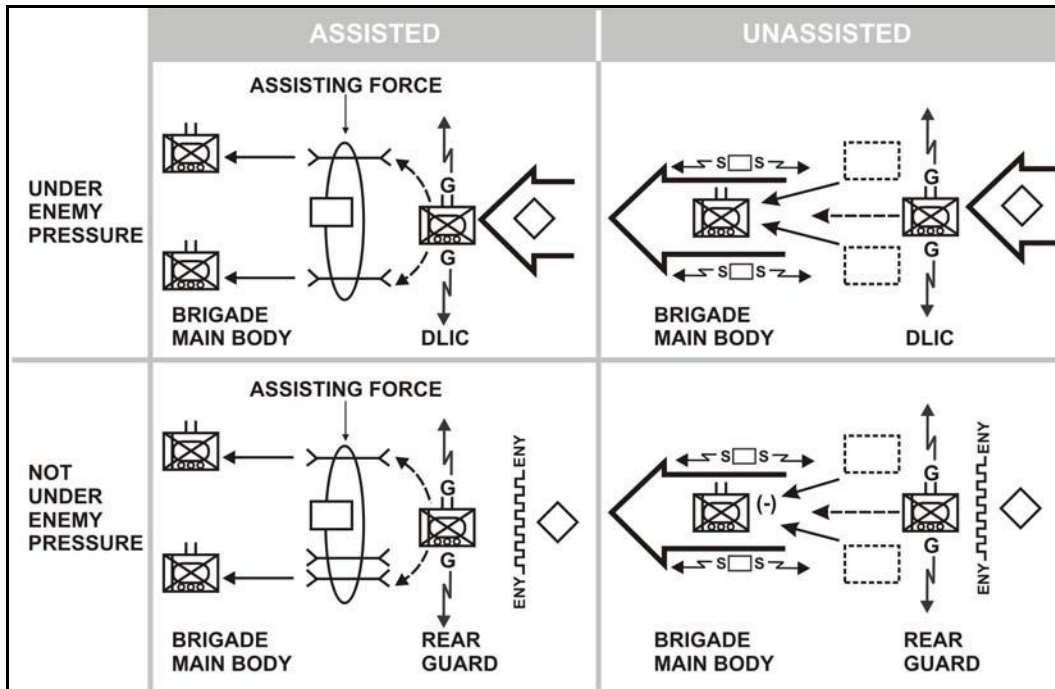 ASSISTED
UNASSISTED
UNDER
ENEMY
PRESSURE
ASSISTING FORCE
G
G
BRIGADE
MAIN BODY
DLIC
S S
G
G
S S
BRIGADE
MAIN BODY
DLIC
NOT
UNDER
ENEMY
PRESSURE
ASSISTING FORCE
G
G
ENY
ENY
BRIGADE
MAIN BODY
REAR
GUARD
S S
G
(-)
G
S S
ENY
ENY
BRIGADE
MAIN BODY
REAR
GUARD